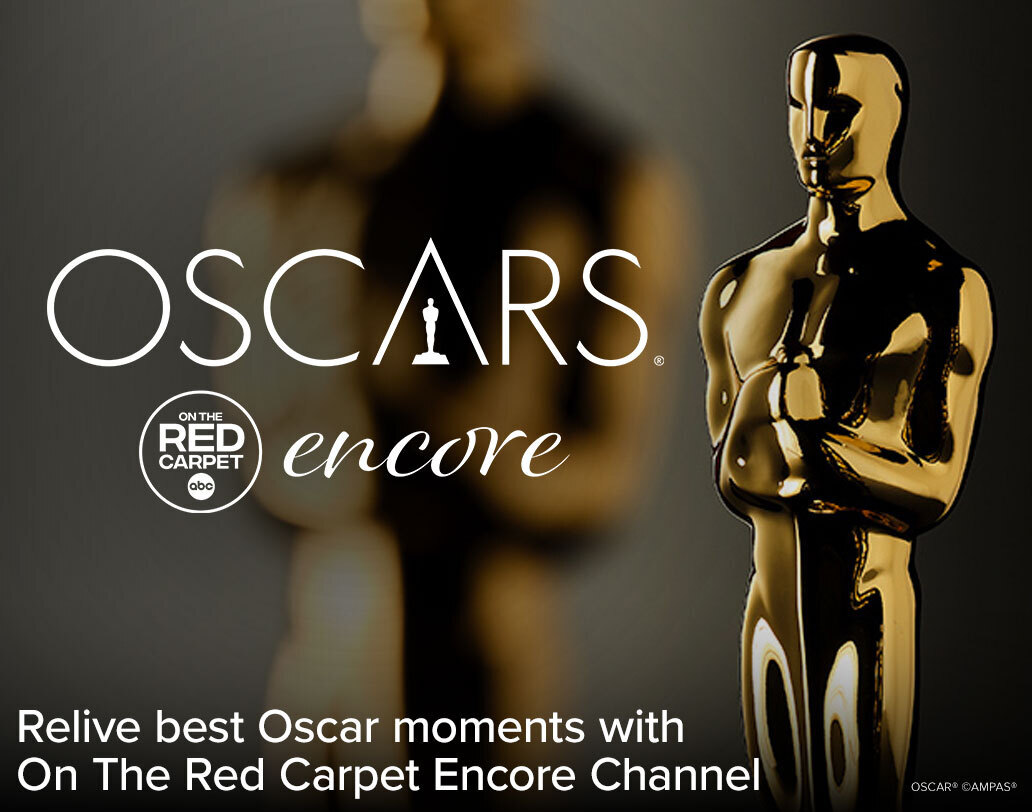 OSCARS®
ON THE
RED
CARPET
abc
encore
Relive best Oscar moments with
On The Red Carpet Encore Channel
OSCAR® ©AMPAS®